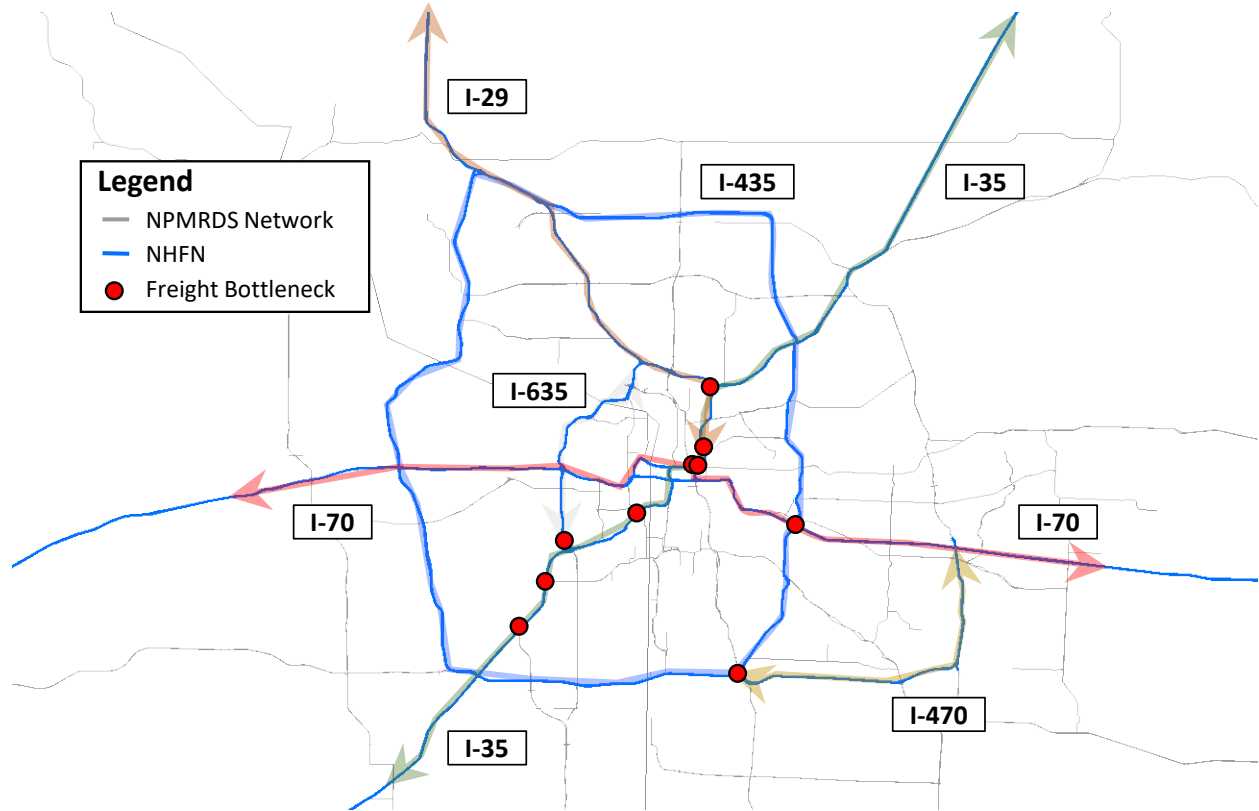 I-29
I-435
I-35
Legend
NPMRDS Network
NHFN
Freight Bottleneck
I-635
I-70
I-70
I-470
I-35